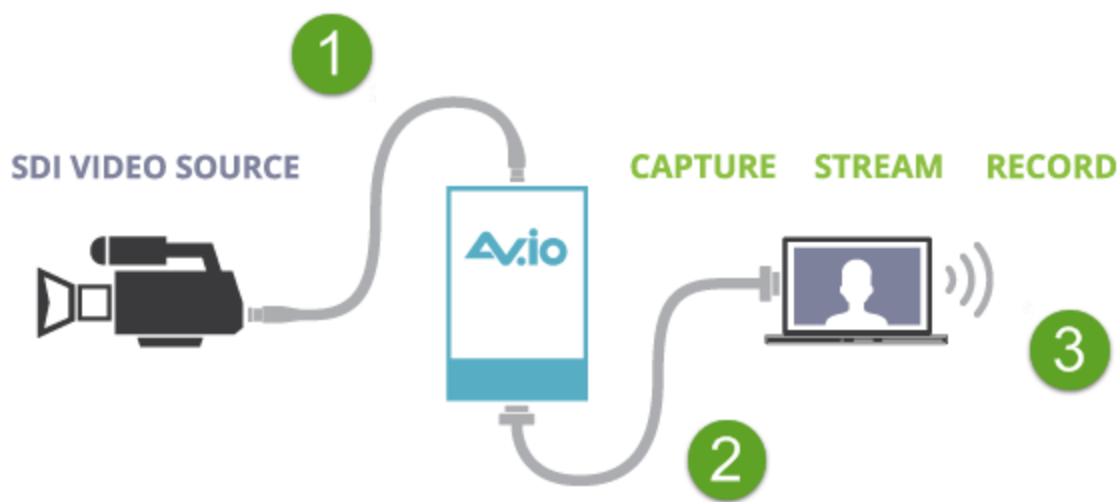 1
SDI VIDEO SOURCE
CAPTURE STREAM RECORD
AV.io
3
2